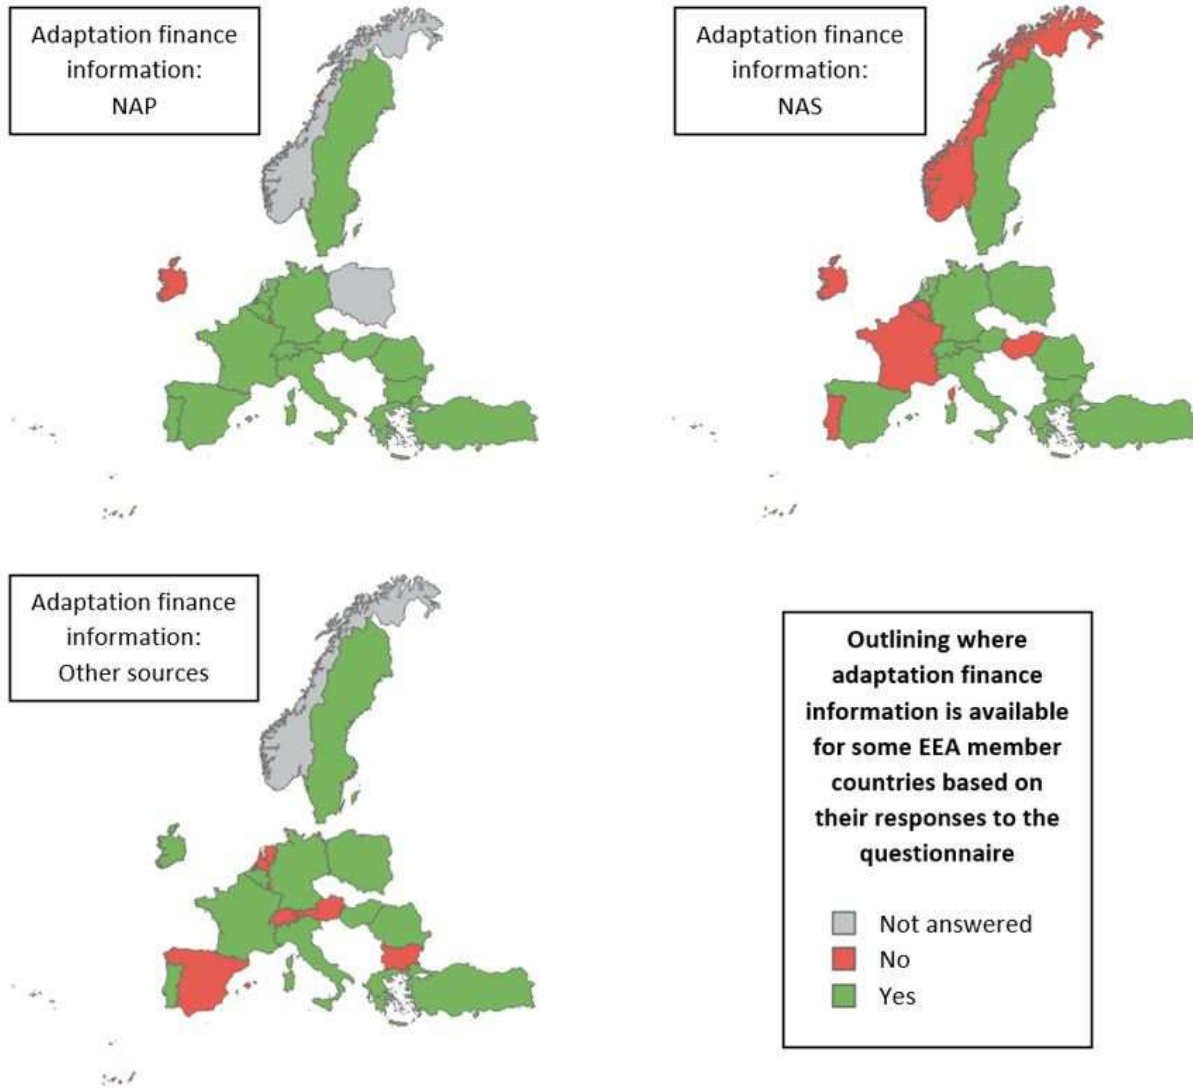 Adaptation finance
information:
NAP
Adaptation finance
information:
NAS
Adaptation finance
information:
Other sources
Outlining where
adaptation finance
information is available
for some EEA member
countries based on
their responses to the
questionnaire
Not answered
No
Yes